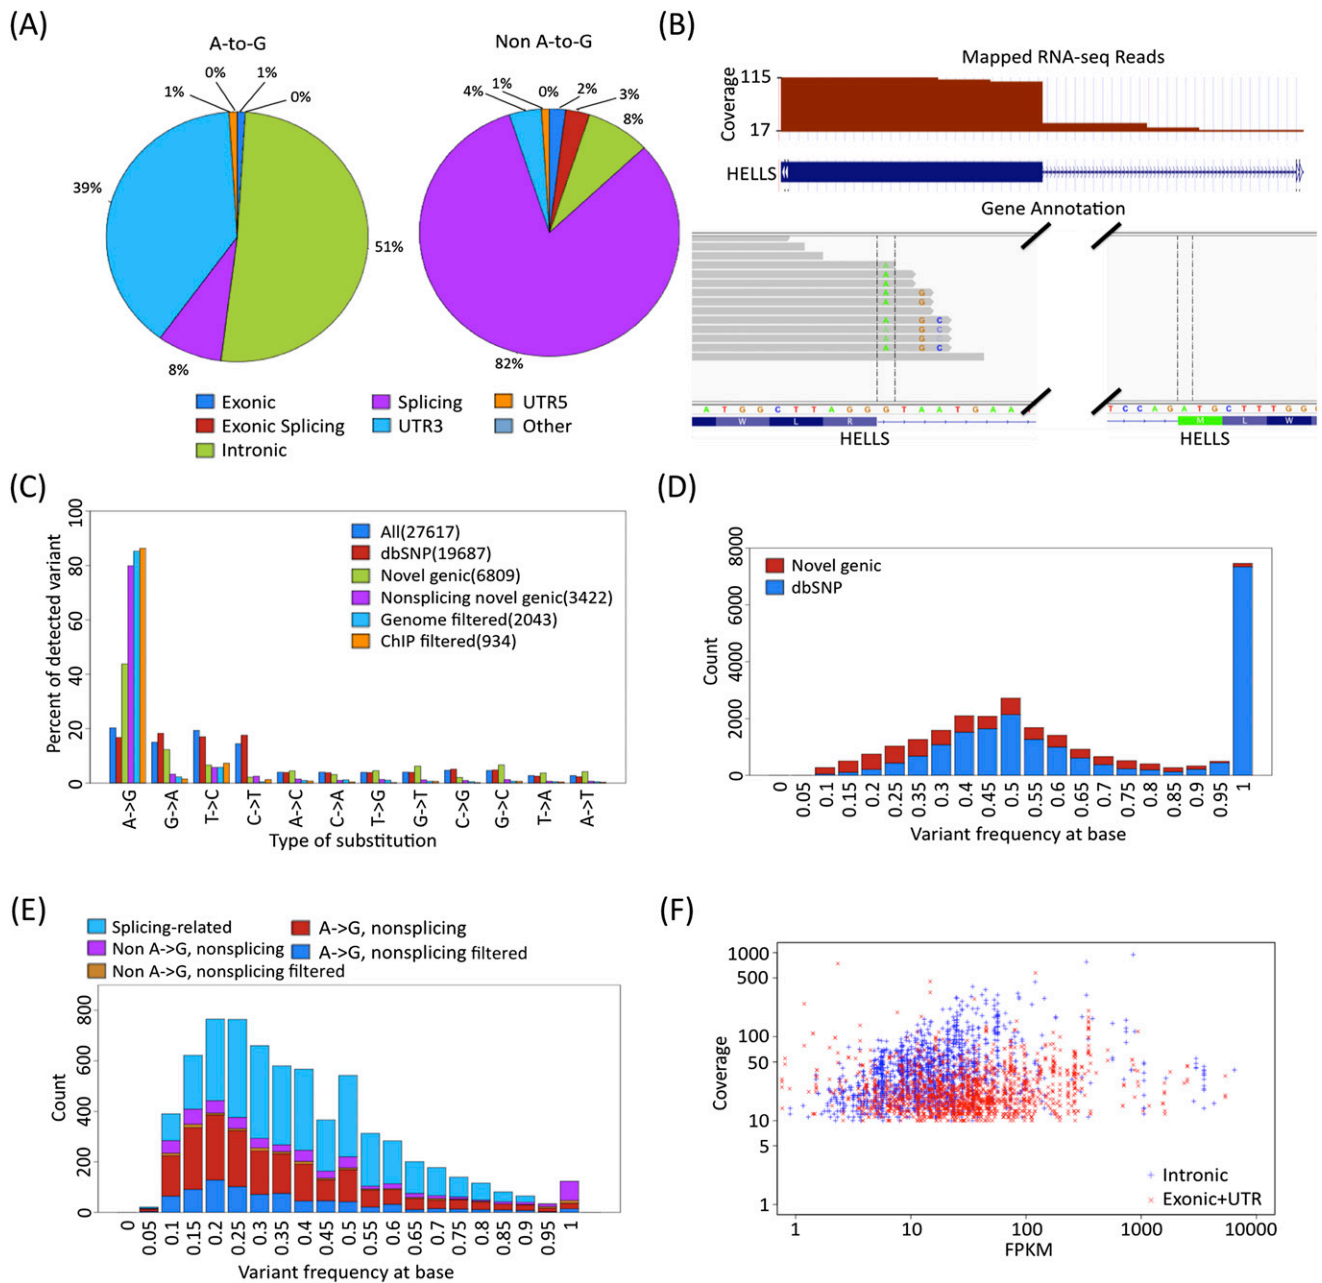 (A)
A-to-G
0%
1%
1%
0%
39%
51%
8%
Non A-to-G
1%
0%
2%
4%
3%
8%
82%
Exonic
Splicing
UTR5
Exonic Splicing
UTR3
Other
Intronic
(B)
Mapped RNA-seq Reads
115
Coverage
17
HELLS
Gene Annotation
A
A
A
A G
A G
A G C
A G C
A G C
A G C
A T G G C T T A G G G T A A T G A A
T C C A G A T G C T T T G G G
W L R
M L W
HELLS
HELLS
(C)
Percent of detected variant
100
80
60
40
20
0
All(27617)
dbSNP(19687)
Novel genic(6809)
Nonsplicing novel genic(3422)
Genome filtered(2043)
ChIP filtered(934)
A->G G->A T->C C->T A->C C->A T->G G->T C->G G->C T->A A->T
Type of substitution
(D)
Count
8000
6000
4000
2000
0
Novel genic
dbSNP
0 0.05 0.1 0.15 0.2 0.25 0.35 0.3 0.4 0.45 0.5 0.55 0.6 0.65 0.7 0.75 0.8 0.85 0.9 0.95 1
Variant frequency at base
(E)
Splicing-related
A->G, nonsplicing
Non A->G, nonsplicing
A->G, nonsplicing filtered
Non A->G, nonsplicing filtered
Count
800
600
400
200
0
0 0.05 0.1 0.15 0.2 0.25 0.3 0.35 0.4 0.45 0.5 0.55 0.6 0.65 0.7 0.75 0.8 0.85 0.9 0.95 1
Variant frequency at base
(F)
Coverage
1000
500
100
50
10
5
1
Intronic
Exonic+UTR
1 10 100 1000 10000
FPKM